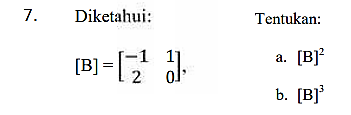 7. Diketahui: Tentukan:
[B] = [−1 1
2 0], a. [B]²
b. [B]³